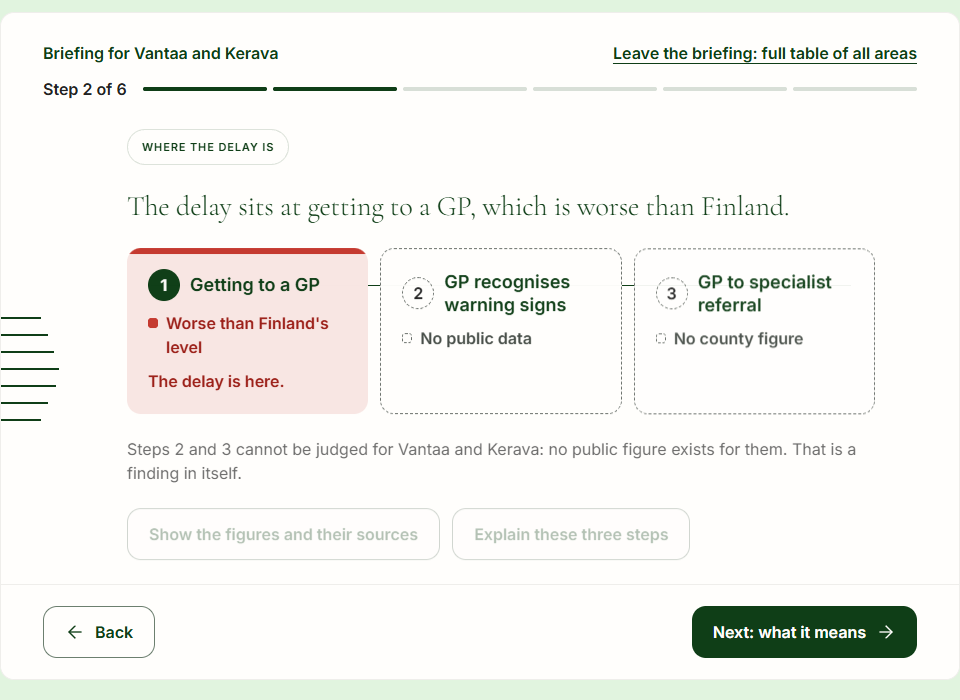 Briefing for Vantaa and Kerava
Leave the briefing: full table of all areas
Step 2 of 6
WHERE THE DELAY IS
The delay sits at getting to a GP, which is worse than Finland.
1 Getting to a GP
Worse than Finland's
level
The delay is here.
2 GP recognises
warning signs
No public data
3 GP to specialist
referral
No county figure
Steps 2 and 3 cannot be judged for Vantaa and Kerava: no public figure exists for them. That is a
finding in itself.
Show the figures and their sources
Explain these three steps
Back
Next: what it means